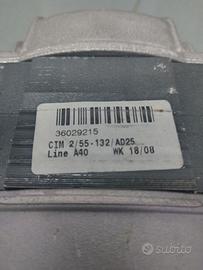 36029215
CIM 2/55-132/AD25
Line A40 WK 18/08
subito